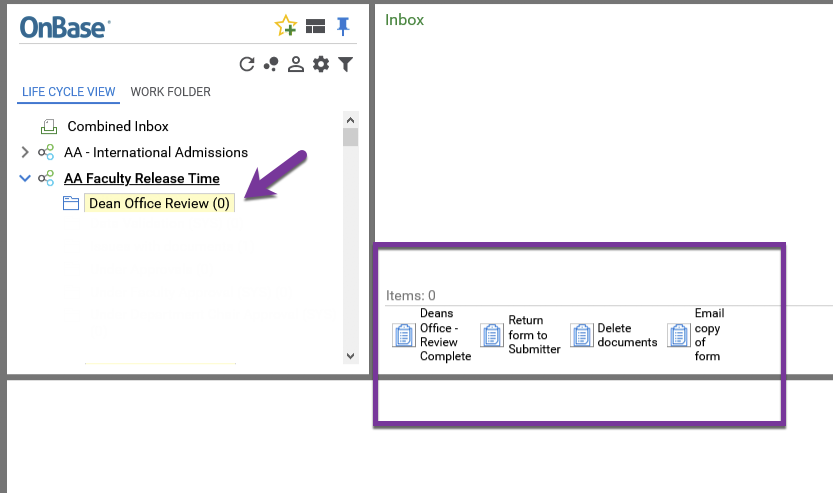 OnBase
Inbox
LIFE CYCLE VIEW WORK FOLDER
Combined Inbox
AA - International Admissions
AA Faculty Release Time
Dean Office Review (0)
Items: 0
Deans
Office -
Review
Complete
Return
form to
Submitter
Delete
documents
Email
copy
of
form